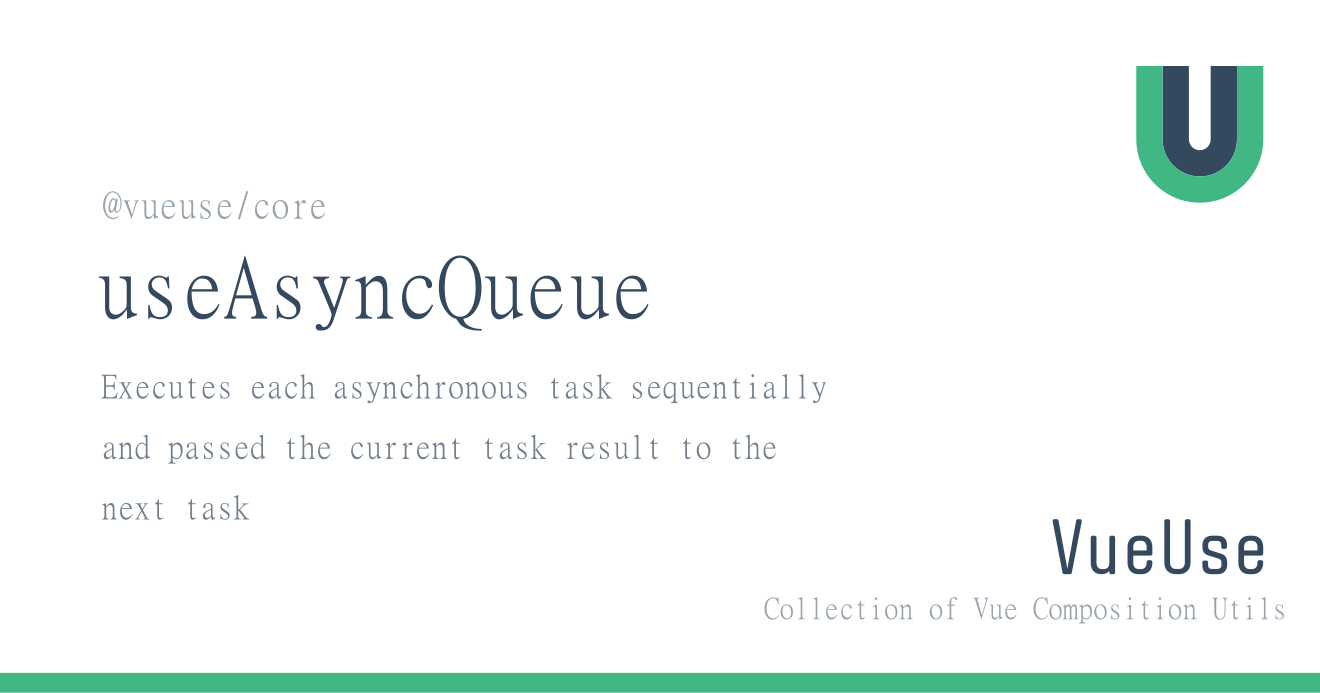 @vueuse/core
useAsyncQueue
Executes each asynchronous task sequentially
and passed the current task result to the
next task
VueUse
Collection of Vue Composition Utils